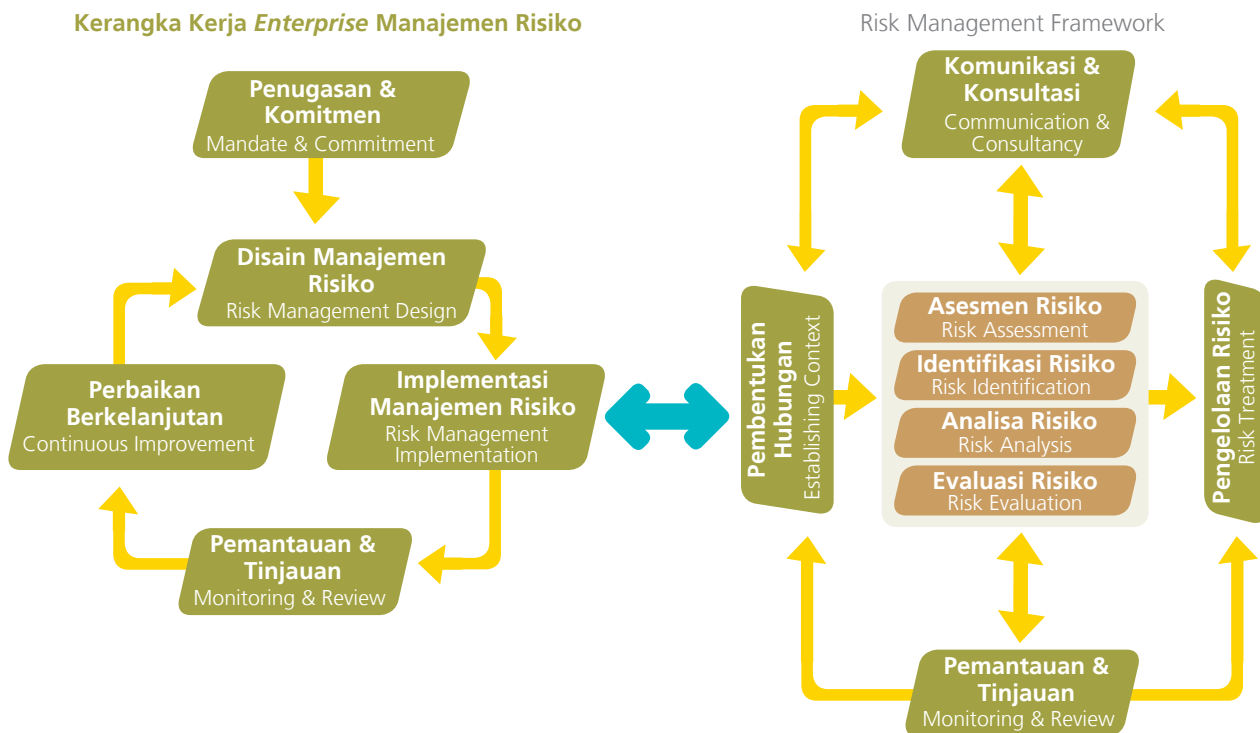 Kerangka Kerja Enterprise Manajemen Risiko
Penugasan &
Komitmen
Mandate & Commitment
Disain Manajemen
Risiko
Risk Management Design
Perbaikan
Berkelanjutan
Continuous Improvement
Implementasi
Manajemen Risiko
Risk Management
Implementation
Pemantauan &
Tinjauan
Monitoring & Review
Risk Management Framework
Komunikasi &
Konsultasi
Communication &
Consultancy
Pembentukan
Hubungan
Establishing Context
Asesmen Risiko
Risk Assessment
Identifikasi Risiko
Risk Identification
Analisa Risiko
Risk Analysis
Evaluasi Risiko
Risk Evaluation
Pengelolaan Risiko
Risk Treatment
Pemantauan &
Tinjauan
Monitoring & Review